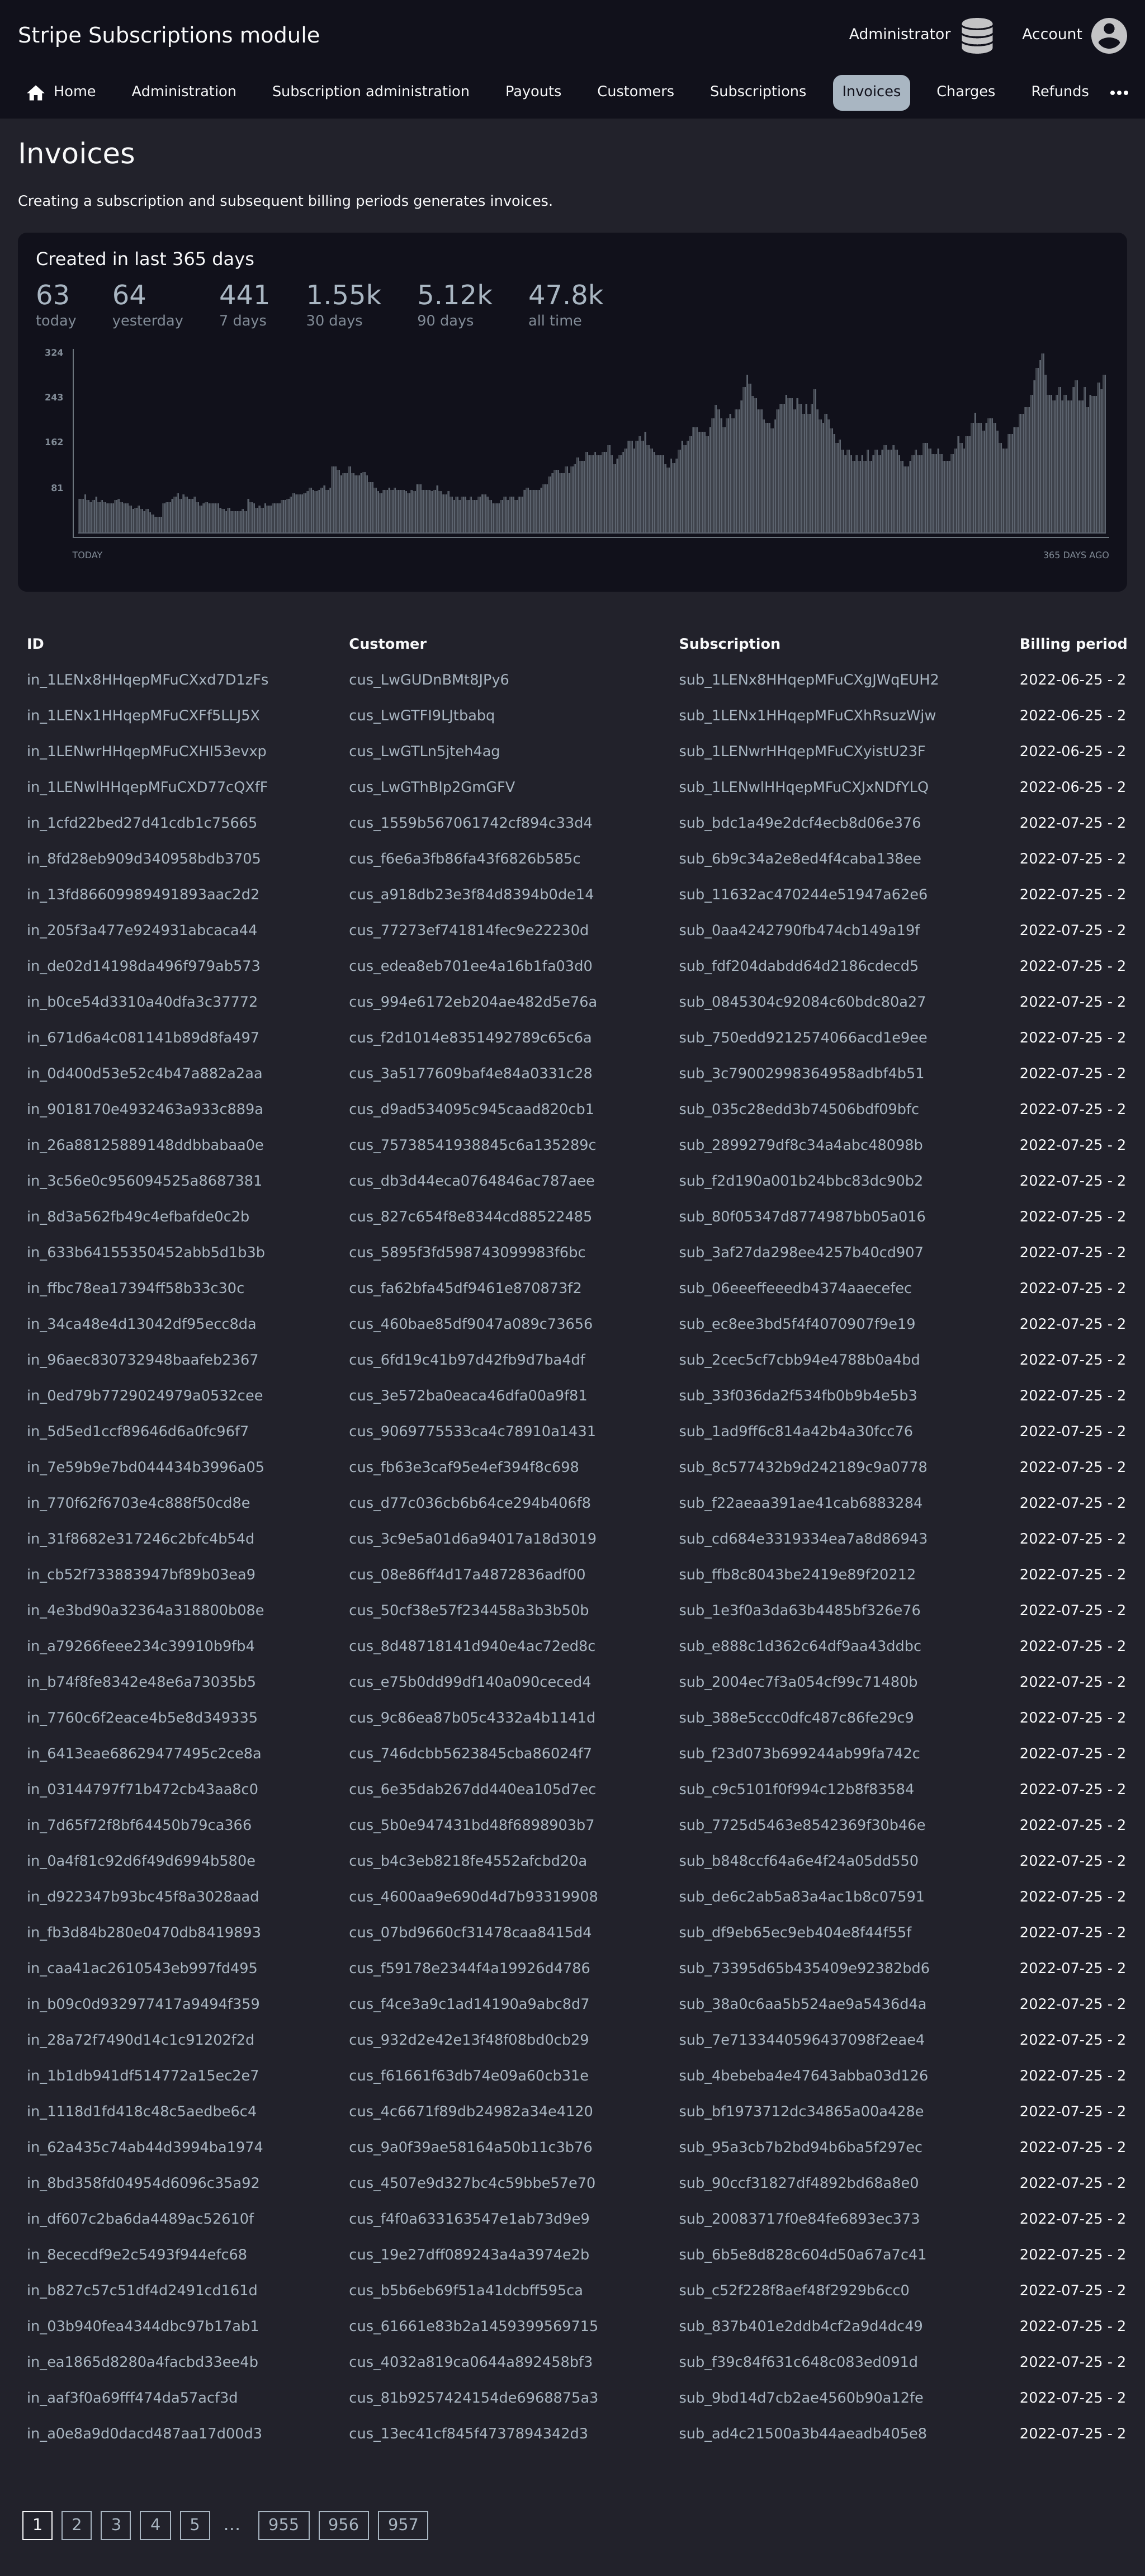 Stripe Subscriptions module
Administrator
Account
Home Administration Subscription administration Payouts Customers Subscriptions Invoices Charges Refunds
Invoices
Creating a subscription and subsequent billing periods generates invoices.
Created in last 365 days
63 64 441 1.55k 5.12k 47.8k
today yesterday 7 days 30 days 90 days all time
324
243
162
81
TODAY 365 DAYS AGO
ID Customer Subscription Billing period
in_1LENx8HHqepMFuCXxd7D1zFs cus_LwGUDnBMt8JPy6 sub_1LENx8HHqepMFuCXgJWqEUH2 2022-06-25 - 2
in_1LENx1HHqepMFuCXFf5LLJ5X cus_LwGTFI9LJtbabq sub_1LENx1HHqepMFuCXhRsuzWjw 2022-06-25 - 2
in_1LENwrHHqepMFuCXHI53evxp cus_LwGTLn5jteh4ag sub_1LENwrHHqepMFuCXyistU23F 2022-06-25 - 2
in_1LENwlHHqepMFuCXD77cQXfF cus_LwGThBIp2GmGFV sub_1LENwlHHqepMFuCXJxNDfYLQ 2022-06-25 - 2
in_1cfd22bed27d41cdb1c75665 cus_1559b567061742cf894c33d4 sub_bdc1a49e2dcf4ecb8d06e376 2022-07-25 - 2
in_8fd28eb909d340958bdb3705 cus_f6e6a3fb86fa43f6826b585c sub_6b9c34a2e8ed4f4caba138ee 2022-07-25 - 2
in_13fd86609989491893aac2d2 cus_a918db23e3f84d8394b0de14 sub_11632ac470244e51947a62e6 2022-07-25 - 2
in_205f3a477e924931abcaca44 cus_77273ef741814fec9e22230d sub_0aa4242790fb474cb149a19f 2022-07-25 - 2
in_de02d14198da496f979ab573 cus_edea8eb701ee4a16b1fa03d0 sub_fdf204dabdd64d2186cdecd5 2022-07-25 - 2
in_b0ce54d3310a40dfa3c37772 cus_994e6172eb204ae482d5e76a sub_0845304c92084c60bdc80a27 2022-07-25 - 2
in_671d6a4c081141b89d8fa497 cus_f2d1014e8351492789c65c6a sub_750edd9212574066acd1e9ee 2022-07-25 - 2
in_0d400d53e52c4b47a882a2aa cus_3a5177609baf4e84a0331c28 sub_3c79002998364958adbf4b51 2022-07-25 - 2
in_9018170e4932463a933c889a cus_d9ad534095c945caad820cb1 sub_035c28edd3b74506bdf09bfc 2022-07-25 - 2
in_26a88125889148ddbbabaa0e cus_75738541938845c6a135289c sub_2899279df8c34a4abc48098b 2022-07-25 - 2
in_3c56e0c956094525a8687381 cus_db3d44eca0764846ac787aee sub_f2d190a001b24bbc83dc90b2 2022-07-25 - 2
in_8d3a562fb49c4efbafde0c2b cus_827c654f8e8344cd88522485 sub_80f05347d8774987bb05a016 2022-07-25 - 2
in_633b64155350452abb5d1b3b cus_5895f3fd598743099983f6bc sub_3af27da298ee4257b40cd907 2022-07-25 - 2
in_ffbc78ea17394ff58b33c30c cus_fa62bfa45df9461e870873f2 sub_06eeeffeeedb4374aaecefec 2022-07-25 - 2
in_34ca48e4d13042df95ecc8da cus_460bae85df9047a089c73656 sub_ec8ee3bd5f4f4070907f9e19 2022-07-25 - 2
in_96aec830732948baafeb2367 cus_6fd19c41b97d42fb9d7ba4df sub_2cec5cf7cbb94e4788b0a4bd 2022-07-25 - 2
in_0ed79b7729024979a0532cee cus_3e572ba0eaca46dfa00a9f81 sub_33f036da2f534fb0b9b4e5b3 2022-07-25 - 2
in_5d5ed1ccf89646d6a0fc96f7 cus_9069775533ca4c78910a1431 sub_1ad9ff6c814a42b4a30fcc76 2022-07-25 - 2
in_7e59b9e7bd044434b3996a05 cus_fb63e3caf95e4ef394f8c698 sub_8c577432b9d242189c9a0778 2022-07-25 - 2
in_770f62f6703e4c888f50cd8e cus_d77c036cb6b64ce294b406f8 sub_f22aeaa391ae41cab6883284 2022-07-25 - 2
in_31f8682e317246c2bfc4b54d cus_3c9e5a01d6a94017a18d3019 sub_cd684e3319334ea7a8d86943 2022-07-25 - 2
in_cb52f733883947bf89b03ea9 cus_08e86ff4d17a4872836adf00 sub_ffb8c8043be2419e89f20212 2022-07-25 - 2
in_4e3bd90a32364a318800b08e cus_50cf38e57f234458a3b3b50b sub_1e3f0a3da63b4485bf326e76 2022-07-25 - 2
in_a79266feee234c39910b9fb4 cus_8d48718141d940e4ac72ed8c sub_e888c1d362c64df9aa43ddbc 2022-07-25 - 2
in_b74f8fe8342e48e6a73035b5 cus_e75b0dd99df140a090ceced4 sub_2004ec7f3a054cf99c71480b 2022-07-25 - 2
in_7760c6f2eace4b5e8d349335 cus_9c86ea87b05c4332a4b1141d sub_388e5ccc0dfc487c86fe29c9 2022-07-25 - 2
in_6413eae68629477495c2ce8a cus_746dcbb5623845cba86024f7 sub_f23d073b699244ab99fa742c 2022-07-25 - 2
in_03144797f71b472cb43aa8c0 cus_6e35dab267dd440ea105d7ec sub_c9c5101f0f994c12b8f83584 2022-07-25 - 2
in_7d65f72f8bf64450b79ca366 cus_5b0e947431bd48f6898903b7 sub_7725d5463e8542369f30b46e 2022-07-25 - 2
in_0a4f81c92d6f49d6994b580e cus_b4c3eb8218fe4552afcbd20a sub_b848ccf64a6e4f24a05dd550 2022-07-25 - 2
in_d922347b93bc45f8a3028aad cus_4600aa9e690d4d7b93319908 sub_de6c2ab5a83a4ac1b8c07591 2022-07-25 - 2
in_fb3d84b280e0470db8419893 cus_07bd9660cf31478caa8415d4 sub_df9eb65ec9eb404e8f44f55f 2022-07-25 - 2
in_caa41ac2610543eb997fd495 cus_f59178e2344f4a19926d4786 sub_73395d65b435409e92382bd6 2022-07-25 - 2
in_b09c0d932977417a9494f359 cus_f4ce3a9c1ad14190a9abc8d7 sub_38a0c6aa5b524ae9a5436d4a 2022-07-25 - 2
in_28a72f7490d14c1c91202f2d cus_932d2e42e13f48f08bd0cb29 sub_7e7133440596437098f2eae4 2022-07-25 - 2
in_1b1db941df514772a15ec2e7 cus_f61661f63db74e09a60cb31e sub_4bebeba4e47643abba03d126 2022-07-25 - 2
in_1118d1fd418c48c5aedbe6c4 cus_4c6671f89db24982a34e4120 sub_bf1973712dc34865a00a428e 2022-07-25 - 2
in_62a435c74ab44d3994ba1974 cus_9a0f39ae58164a50b11c3b76 sub_95a3cb7b2bd94b6ba5f297ec 2022-07-25 - 2
in_8bd358fd04954d6096c35a92 cus_4507e9d327bc4c59bbe57e70 sub_90ccf31827df4892bd68a8e0 2022-07-25 - 2
in_df607c2ba6da4489ac52610f cus_f4f0a633163547e1ab73d9e9 sub_20083717f0e84fe6893ec373 2022-07-25 - 2
in_8ececdf9e2c5493f944efc68 cus_19e27dff089243a4a3974e2b sub_6b5e8d828c604d50a67a7c41 2022-07-25 - 2
in_b827c57c51df4d2491cd161d cus_b5b6eb69f51a41dcbff595ca sub_c52f228f8aef48f2929b6cc0 2022-07-25 - 2
in_03b940fea4344dbc97b17ab1 cus_61661e83b2a1459399569715 sub_837b401e2ddb4cf2a9d4dc49 2022-07-25 - 2
in_ea1865d8280a4facbd33ee4b cus_4032a819ca0644a892458bf3 sub_f39c84f631c648c083ed091d 2022-07-25 - 2
in_aaf3f0a69fff474da57acf3d cus_81b9257424154de6968875a3 sub_9bd14d7cb2ae4560b90a12fe 2022-07-25 - 2
in_a0e8a9d0dacd487aa17d00d3 cus_13ec41cf845f4737894342d3 sub_ad4c21500a3b44aeadb405e8 2022-07-25 - 2
1 2 3 4 5 ... 955 956 957